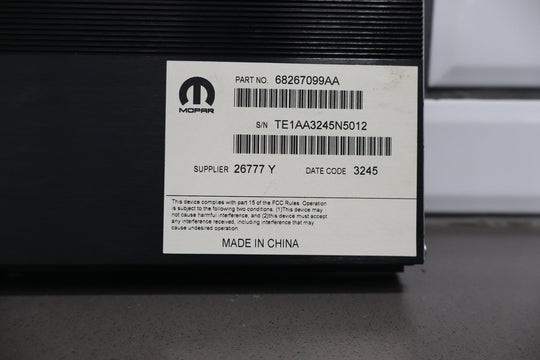 PART NO. 68267099AA
MOPAR
S/N TE1AA3245N5012
SUPPLIER 26777 Y DATE CODE 3245
This device complies with part 15 of the FCC Rules. Operation
is subject to the following two conditions. (1)This device may
not cause harmful interference, and (2)this device must accept
any interference received, including interference that may
cause undesired operation.
MADE IN CHINA